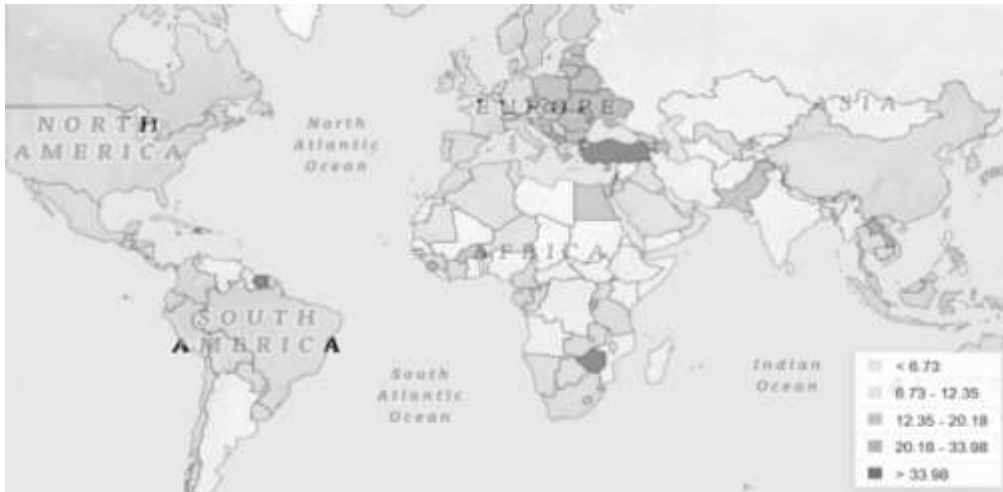 EUROPE
ASIA
NORTH
AMERICA
North
Atlantic
Ocean
AFRICA
SOUTH
AMERICA
South
Atlantic
Ocean
Indian
Ocean
< 6.73
6.73 - 12.35
12.35 - 20.18
20.18 - 33.98
> 33.98